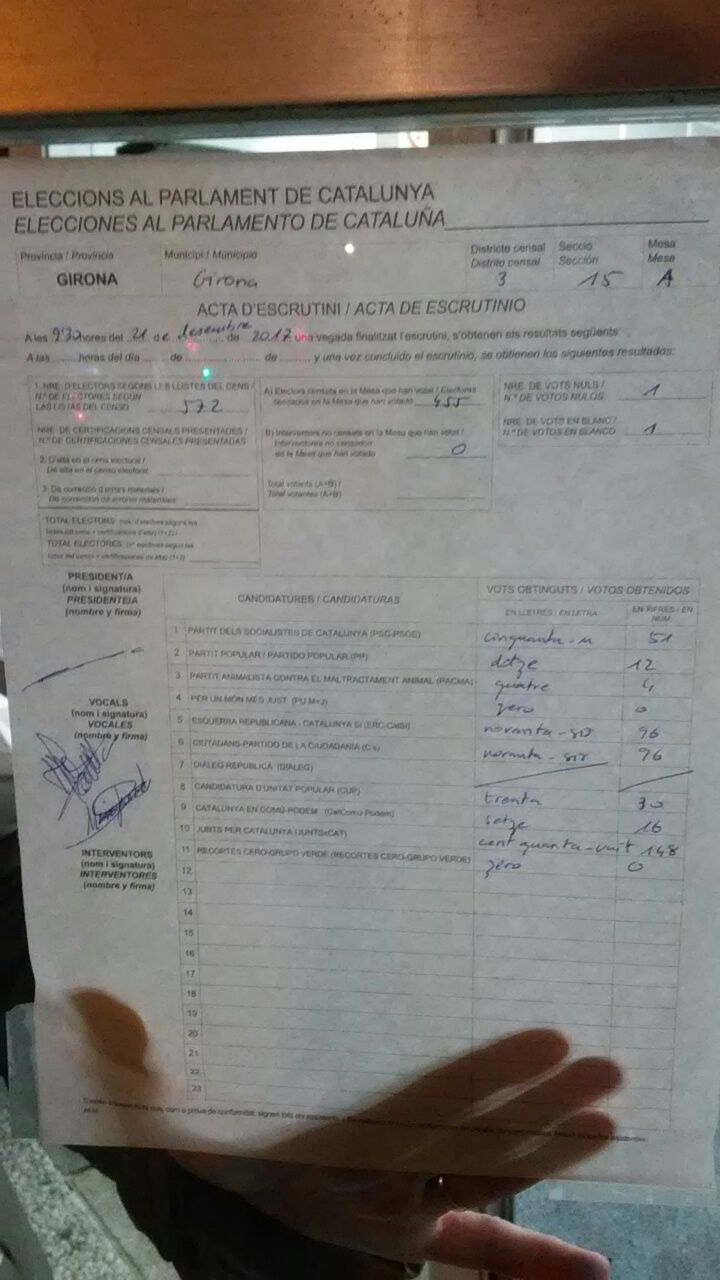 ELECCIONS AL PARLAMENT DE CATALUNYA
ELECCIONES AL PARLAMENTO DE CATALUÑA
Provincia / Provincia
GIRONA
Municipi / Municipio
Girona
Districte censal
Distrito censal
3
Secció
Sección
15
Mesa
Mesa
A
ACTA D'ESCRUTINI / ACTA DE ESCRUTINIO
A les 9'30 hores del 21 de desembre de 2017 una vegada finalitzat l'escrutini, s'obtenen els resultats següents:
A las ........ horas del día ...... de .................. de ........ y una vez concluido el escrutinio, se obtienen los siguientes resultados:
1. NRE. D'ELECTORS SEGONS LES LLISTES DEL CENS /
N.º DE ELECTORES SEGÚN
LAS LISTAS DEL CENSO 572
NRE. DE CERTIFICACIONS CENSALS PRESENTADES /
N.º DE CERTIFICACIONES CENSALES PRESENTADAS
2. D'alta en el cens electoral /
De alta en el censo electoral
3. De correcció d'errors materials /
De corrección de errores materiales
TOTAL ELECTORS
TOTAL ELECTORES
A) Electors censats en la Mesa que han votat / Electores
censados en la Mesa que han votado 455
B) Interventors no censats en la Mesa que han votat /
Interventores no censados
en la Mesa que han votado 0
Total votants (A+B) /
Total votantes (A+B)
NRE. DE VOTS NULS /
N.º DE VOTOS NULOS 1
NRE. DE VOTS EN BLANC /
N.º DE VOTOS EN BLANCO 1
PRESIDENT/A
(nom i signatura)
PRESIDENTE/A
(nombre y firma)
VOCALS
(nom i signatura)
VOCALES
(nombre y firma)
INTERVENTORS
(nom i signatura)
INTERVENTORES
(nombre y firma)
CANDIDATURES / CANDIDATURAS
VOTS OBTINGUTS / VOTOS OBTENIDOS
EN LLETRES / EN LETRA
EN XIFRES / EN NÚM.
1 PARTIT DELS SOCIALISTES DE CATALUNYA (PSC-PSOE) cinquanta-u 51
2 PARTIT POPULAR / PARTIDO POPULAR (PP) dotze 12
3 PARTIT ANIMALISTA CONTRA EL MALTRACTAMENT ANIMAL (PACMA) quatre 4
4 PER UN MÓN MÉS JUST (PU M+J) zero 0
5 ESQUERRA REPUBLICANA - CATALUNYA SÍ (ERC-CatSí) noranta-sis 96
6 CIUTADANS-PARTIDO DE LA CIUDADANÍA (C's) noranta-sis 96
7 DIÀLEG REPUBLICÀ (DIÀLEG)
8 CANDIDATURA D'UNITAT POPULAR (CUP) trenta 30
9 CATALUNYA EN COMÚ-PODEM (CatComú-Podem) setze 16
10 JUNTS PER CATALUNYA (JUNTSxCAT) cent quanta-vuit 148
11 RECORTES CERO-GRUPO VERDE (RECORTES CERO-GRUPO VERDE) zero 0
12
13
14
15
16
17
18
19
20
21
22
23